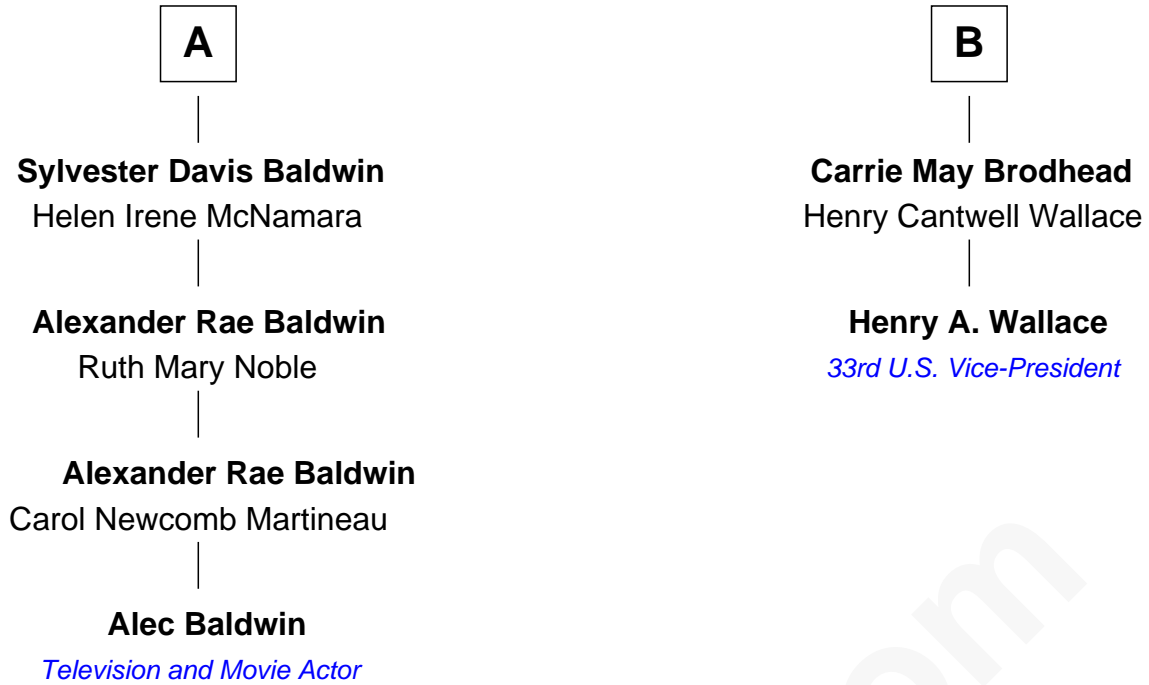 A
B
Sylvester Davis Baldwin
Helen Irene McNamara
Carrie May Brodhead
Henry Cantwell Wallace
Alexander Rae Baldwin
Ruth Mary Noble
Henry A. Wallace
33rd U.S. Vice-President
Alexander Rae Baldwin
Carol Newcomb Martineau
Alec Baldwin
Television and Movie Actor
om